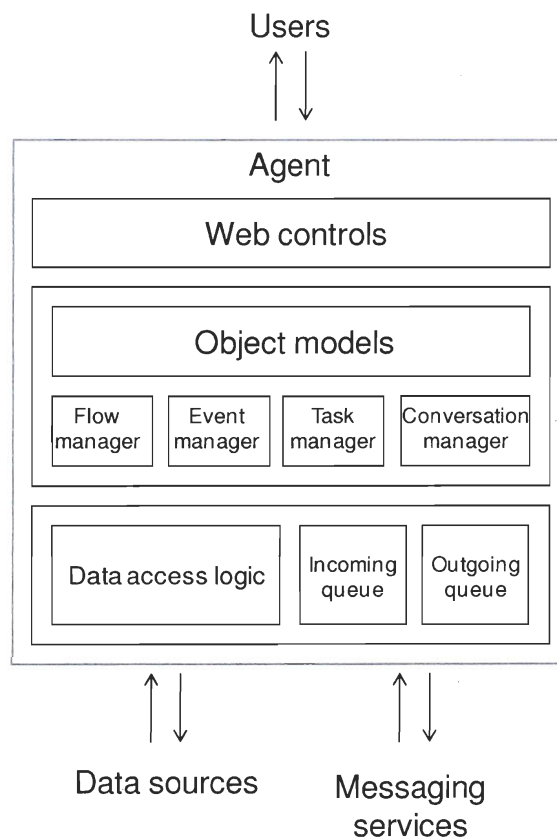 Users
Agent
Web controls
Object models
Flow
manager
Event
manager
Task
manager
Conversation
manager
Data access logic
Incoming
queue
Outgoing
queue
Data sources
Messaging
services